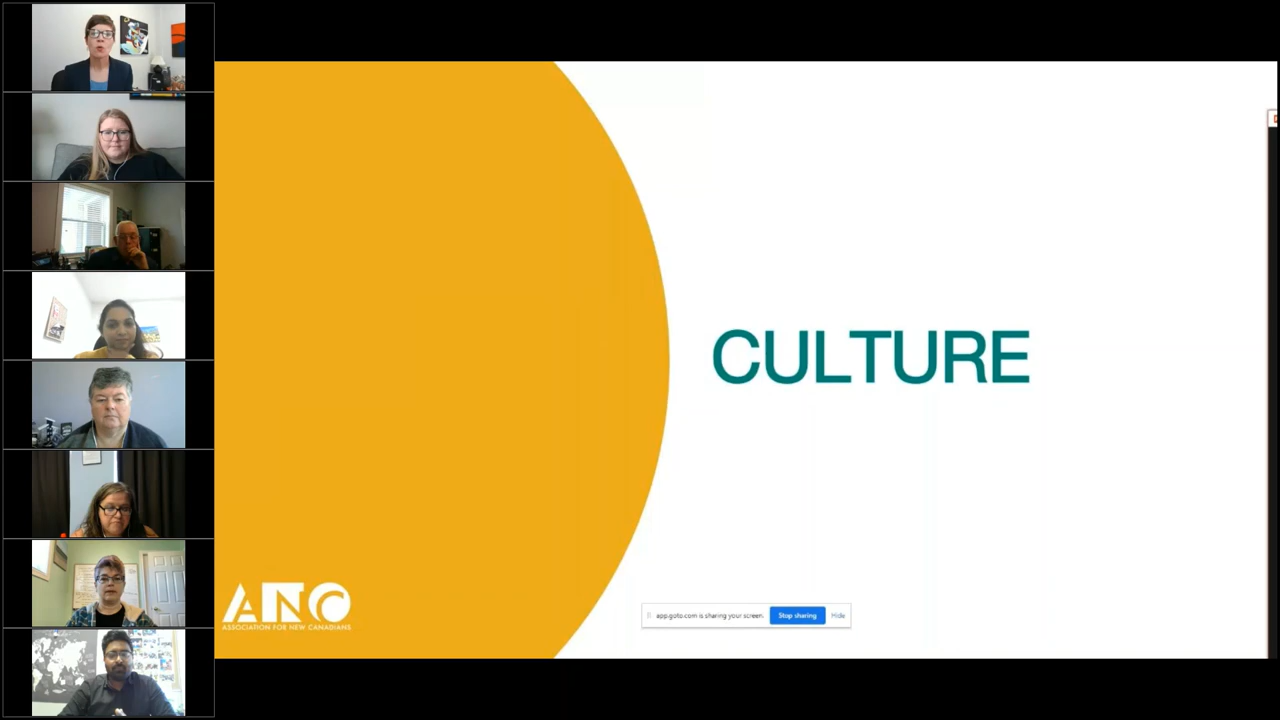 CULTURE
ANC
ASSOCIATION FOR NEW CANADIANS
app.goto.com is sharing your screen.
Stop sharing
Hide